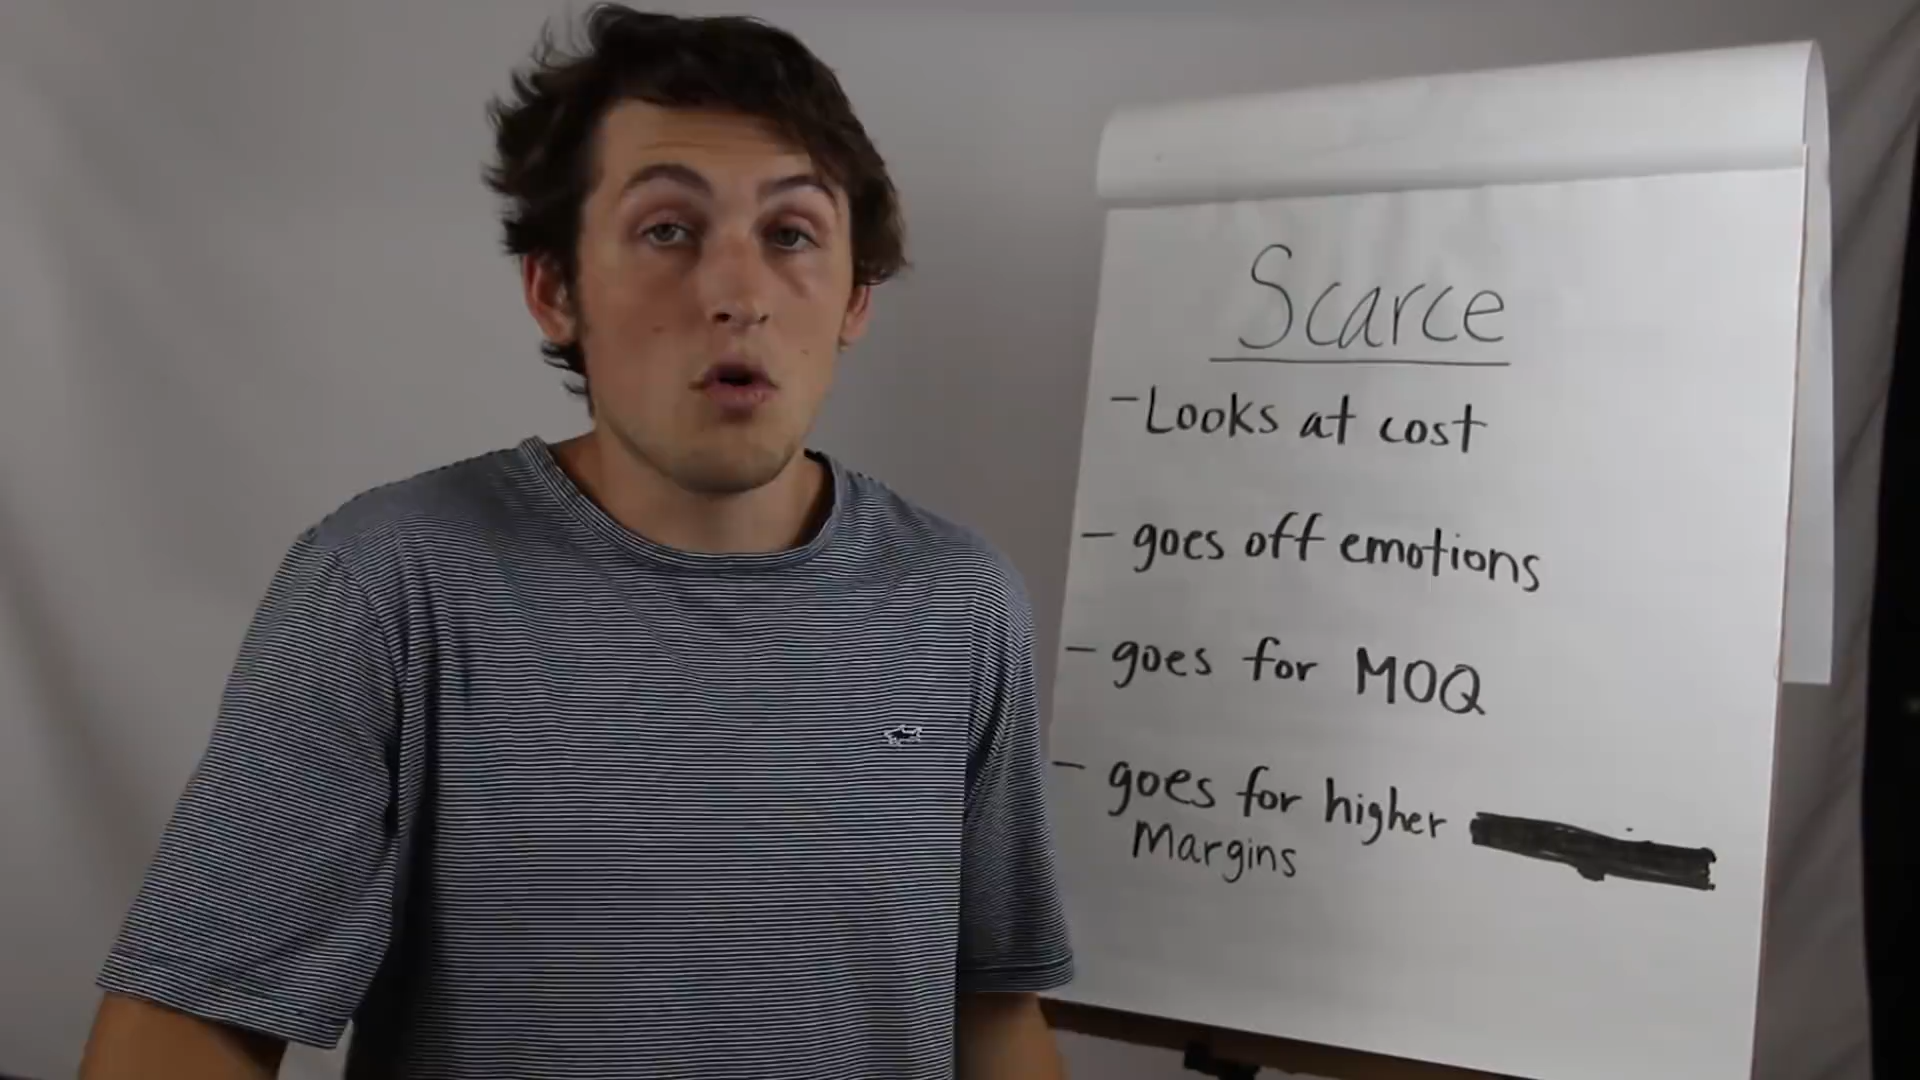 Scarce
- Looks at cost
- goes off emotions
- goes for MOQ
- goes for higher
Margins